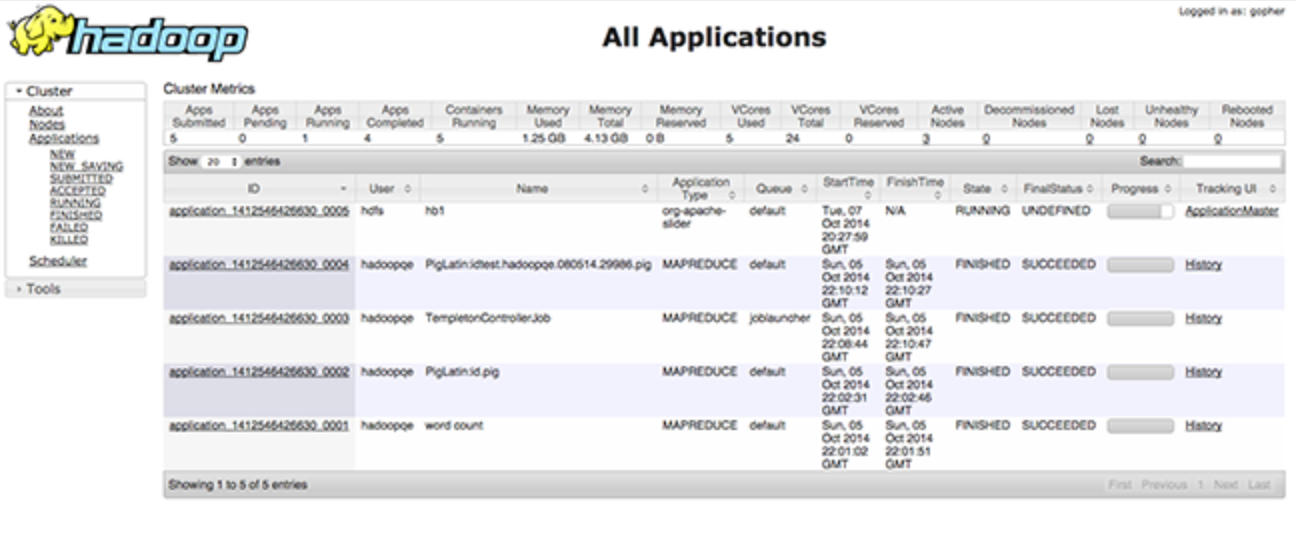 Logged in as: gopher
hadoop
All Applications
Cluster
About
Nodes
Applications
NEW
NEW_SAVING
SUBMITTED
ACCEPTED
RUNNING
FINISHED
FAILED
KILLED
Scheduler
Tools
Cluster Metrics
Apps Submitted Apps Pending Apps Running Apps Completed Containers Running Memory Used Memory Total Memory Reserved VCores Used VCores Total VCores Reserved Active Nodes Decommissioned Nodes Lost Nodes Unhealthy Nodes Rebooted Nodes
5 0 1 4 5 1.25 GB 4.13 GB 0 B 5 24 0 3 0 0 0 0
Show 20 entries Search:
ID User Name Application Type Queue StartTime FinishTime State FinalStatus Progress Tracking UI
application_1412546426630_0005 hdfs hb1 org-apache-slider default Tue, 07 Oct 2014 20:27:59 GMT N/A RUNNING UNDEFINED ApplicationMaster
application_1412546426630_0004 hadoopqe PigLatin:idtest.hadoopqe.080514.29986.pig MAPREDUCE default Sun, 05 Oct 2014 22:10:12 GMT Sun, 05 Oct 2014 22:10:27 GMT FINISHED SUCCEEDED History
application_1412546426630_0003 hadoopqe TempletonControllerJob MAPREDUCE joblauncher Sun, 05 Oct 2014 22:08:44 GMT Sun, 05 Oct 2014 22:10:47 GMT FINISHED SUCCEEDED History
application_1412546426630_0002 hadoopqe PigLatin:id.pig MAPREDUCE default Sun, 05 Oct 2014 22:02:31 GMT Sun, 05 Oct 2014 22:02:46 GMT FINISHED SUCCEEDED History
application_1412546426630_0001 hadoopqe word count MAPREDUCE default Sun, 05 Oct 2014 22:01:02 GMT Sun, 05 Oct 2014 22:01:51 GMT FINISHED SUCCEEDED History
Showing 1 to 5 of 5 entries First Previous 1 Next Last